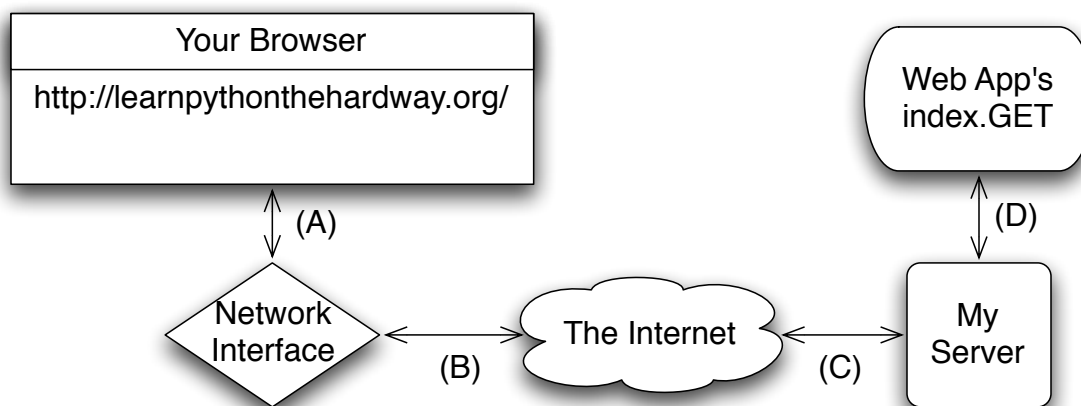 Your Browser
http://learnpythonthehardway.org/
Web App's
index.GET
(A)
(D)
Network
Interface
(B)
The Internet
(C)
My
Server